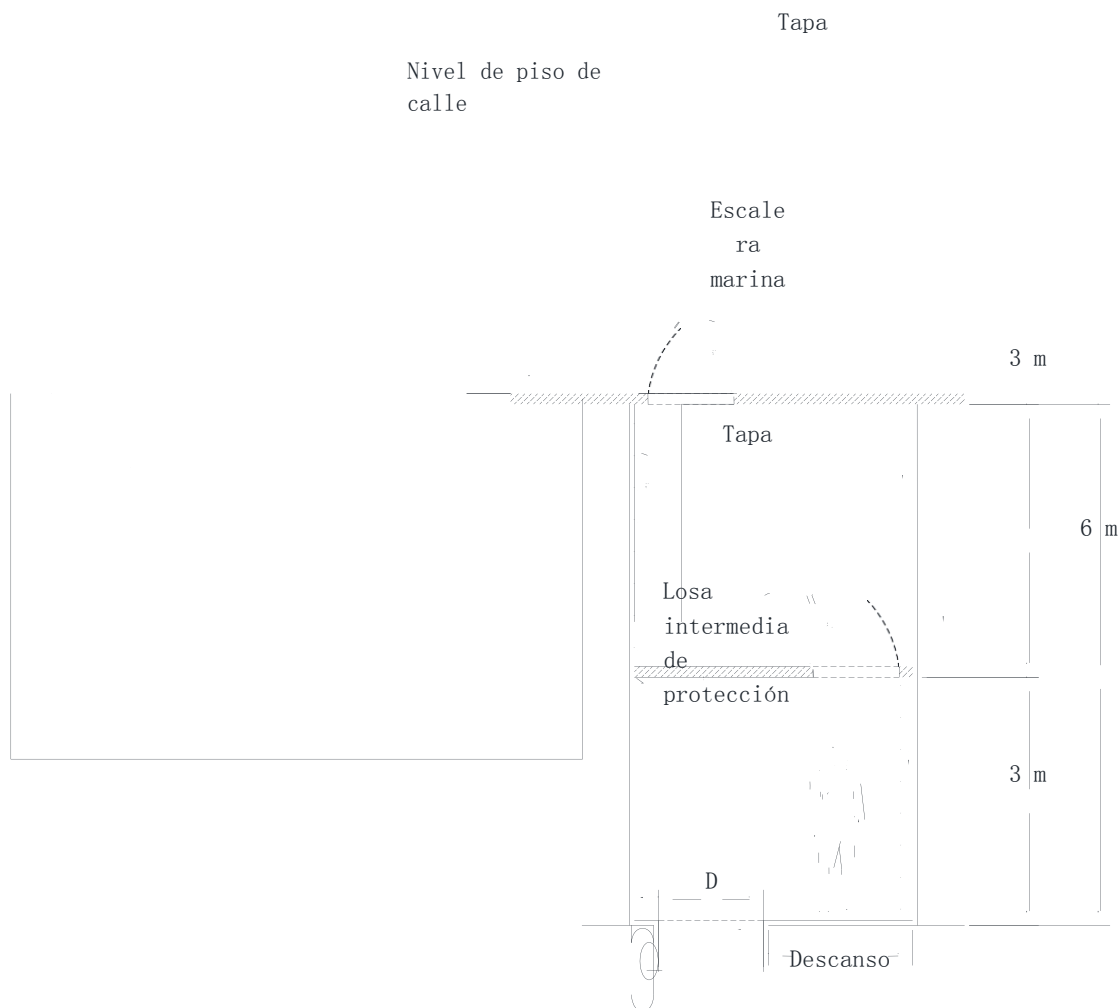 Tapa
Nivel de piso de
calle
Escale
ra
marina
3 m
Tapa
6 m
Losa
intermedia
de
protección
3 m
D
Descanso